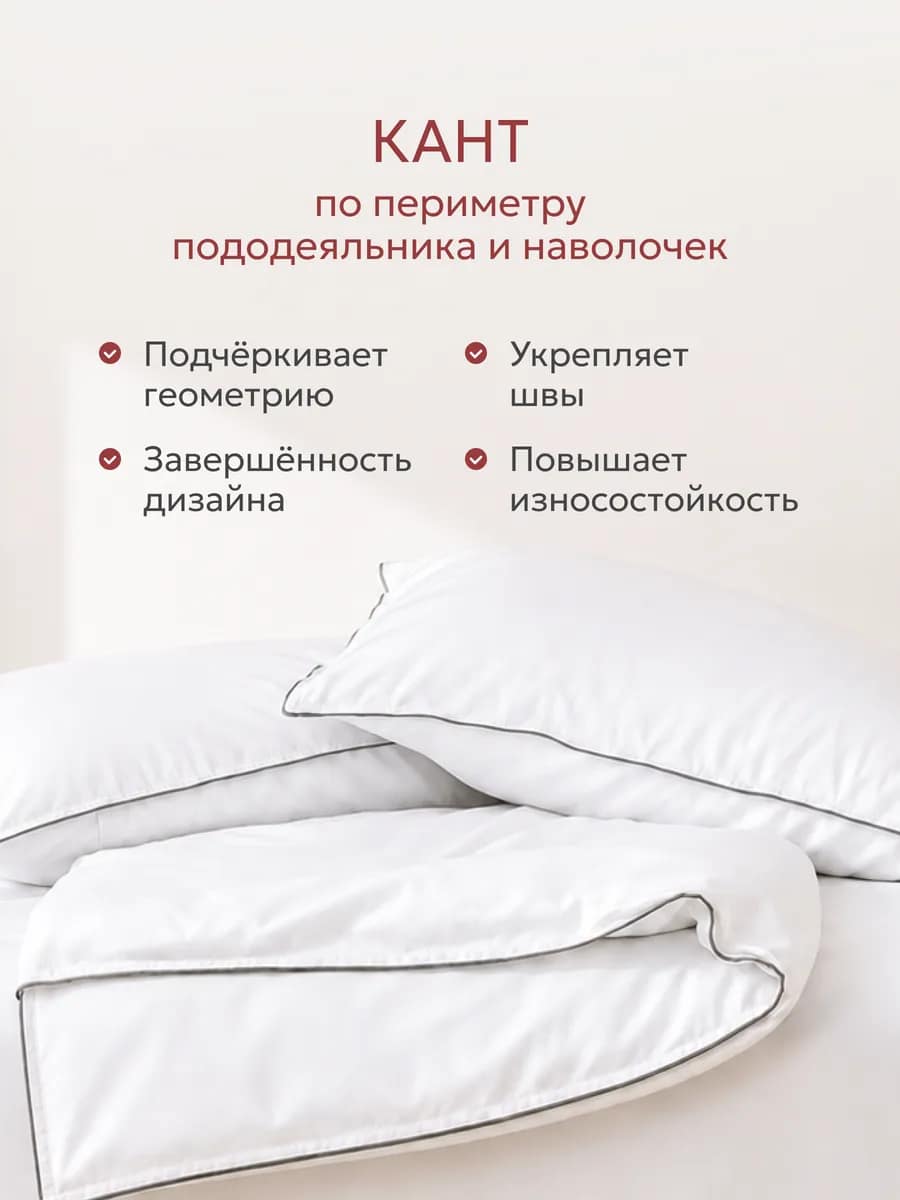 КАНТ
по периметру
пододеяльника и наволочек
Подчёркивает
геометрию
Укрепляет
швы
Завершённость
дизайна
Повышает
износостойкость